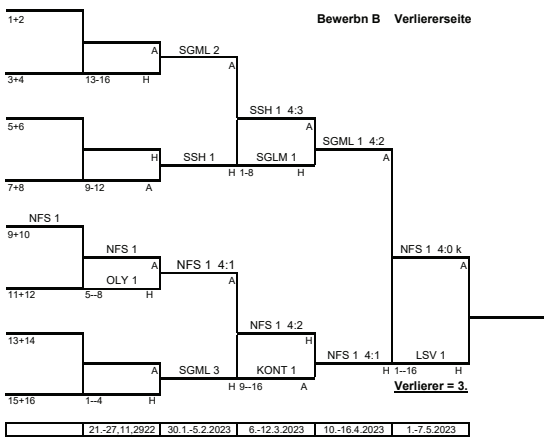 Bewerbn B Verliererseite
1+2
A SGML 2
3+4 13-16 H A
SSH 1 4:3
5+6 A
SGML 1 4:2
H SSH 1 SGLM 1 A
7+8 9-12 A H 1-8 H
NFS 1
9+10
NFS 1 NFS 1 4:0 k
A NFS 1 4:1 A
OLY 1 A
11+12 5--8 H
13+14 NFS 1 4:2
H
A SGML 3 KONT 1 NFS 1 4:1 LSV 1
15+16 1--4 H H 9--16 A H 1--16 H
Verlierer = 3.
21.-27,11,2922 30.1.-5.2.2023 6.-12.3.2023 10.-16.4.2023 1.-7.5.2023